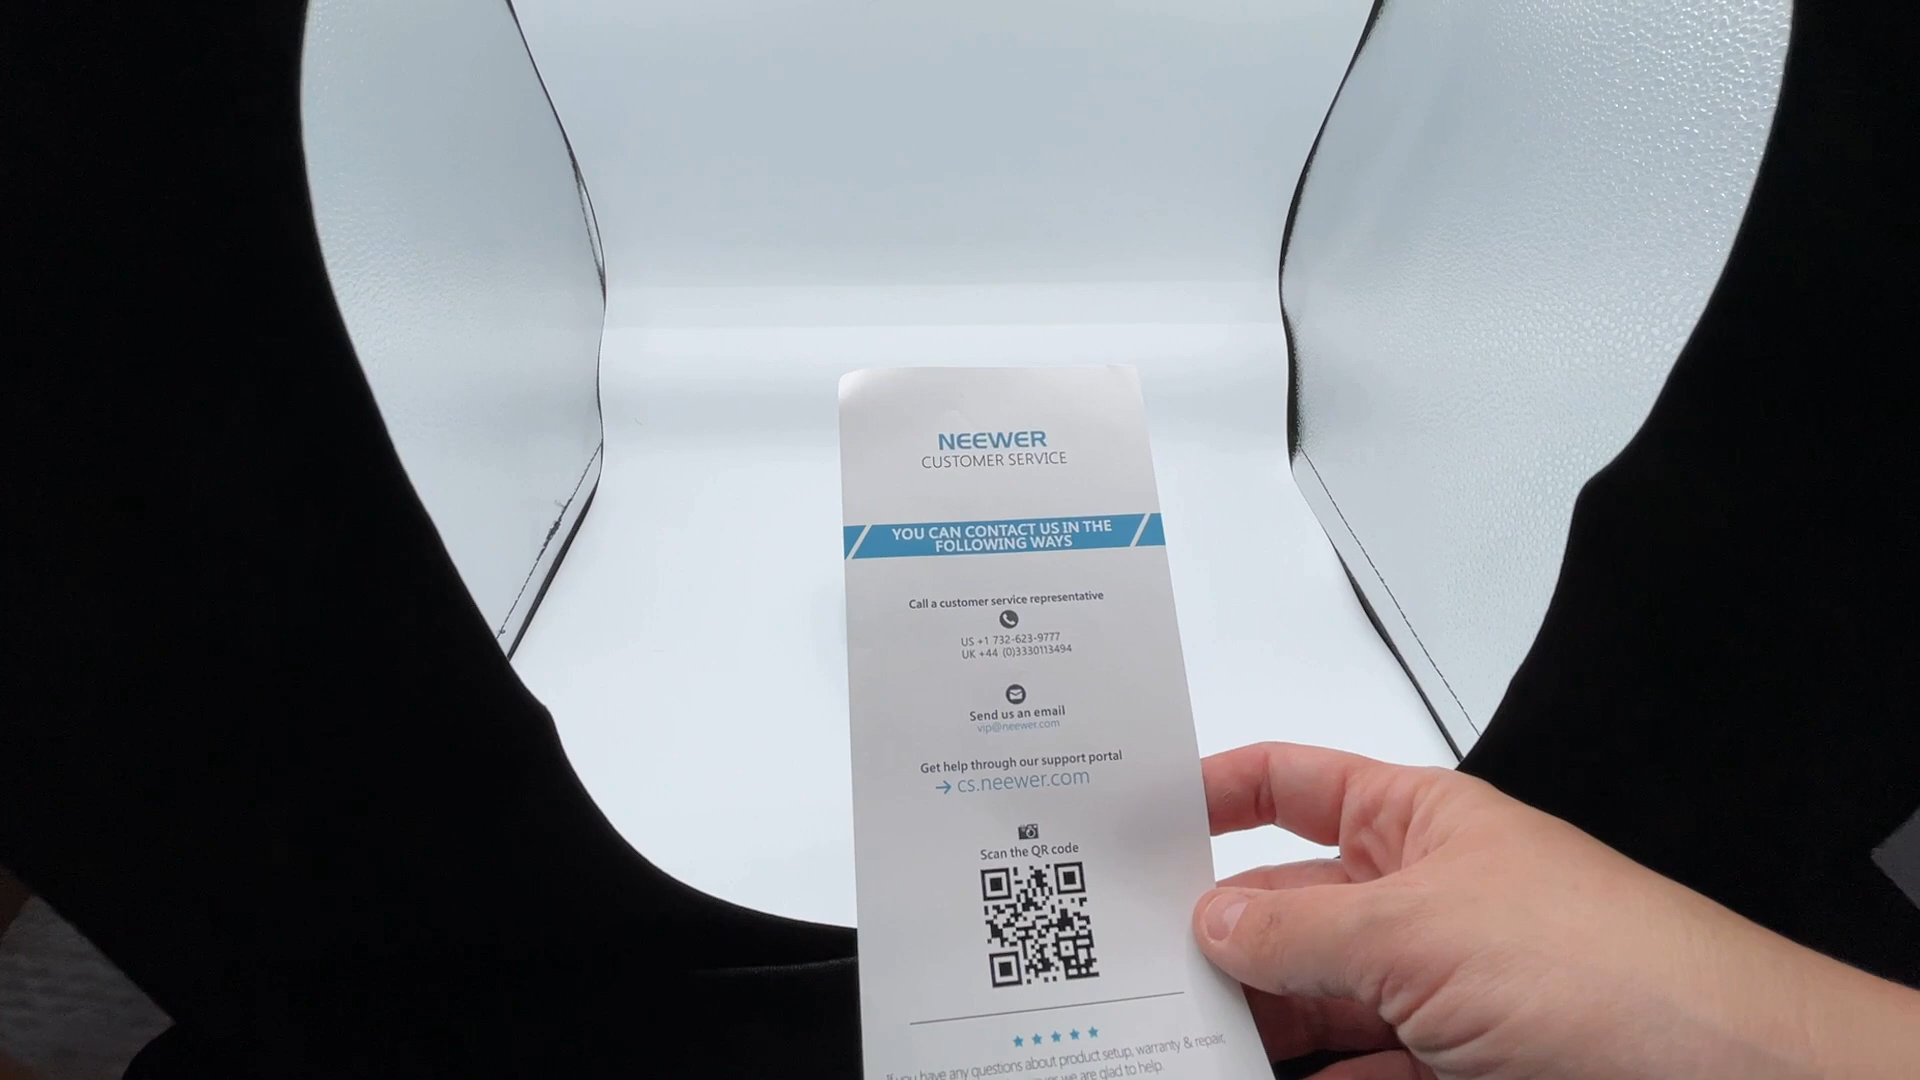 NEEWER
CUSTOMER SERVICE
YOU CAN CONTACT US IN THE
FOLLOWING WAYS
Call a customer service representative
US +1 732-623-9777
UK +44 (0)3330113494
Send us an email
vip@neewer.com
Get help through our support portal
→ cs.neewer.com
Scan the QR code
If you have any questions about product setup, warranty & repair,
we are glad to help.